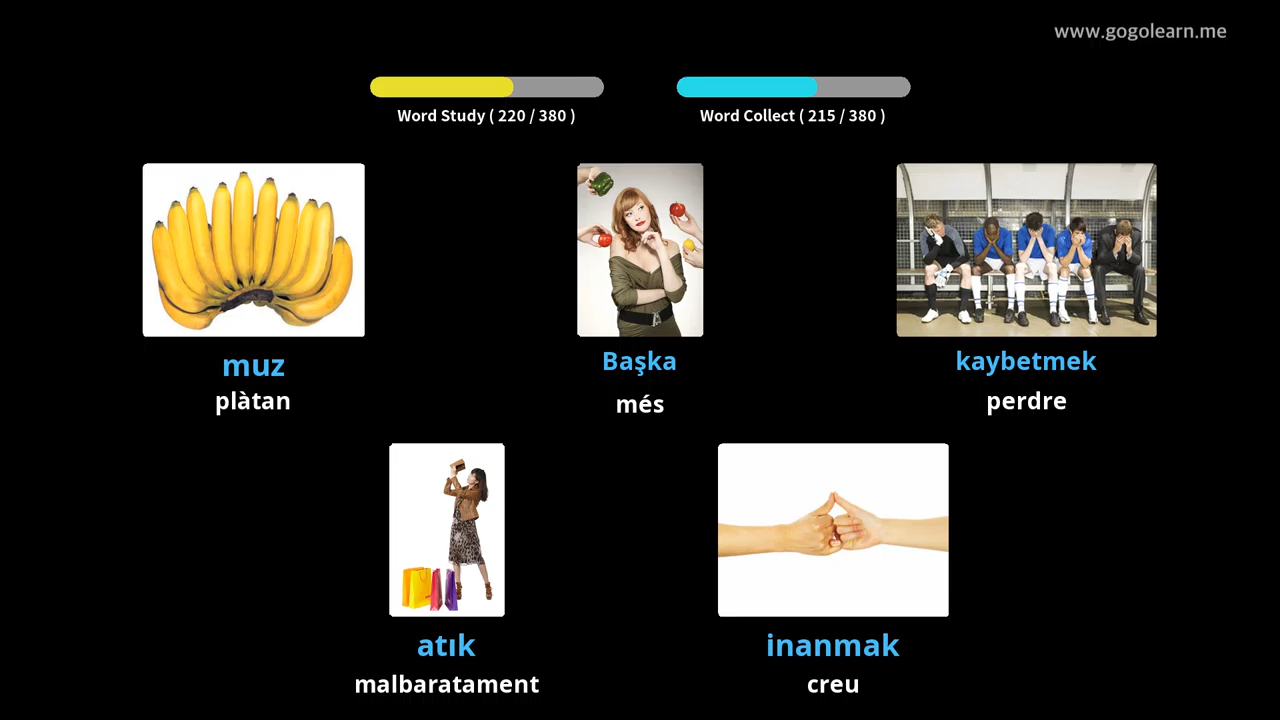 www.gogolearn.me
Word Study ( 220 / 380 )
Word Collect ( 215 / 380 )
muz
plàtan
Başka
més
kaybetmek
perdre
atık
malbaratament
inanmak
creu